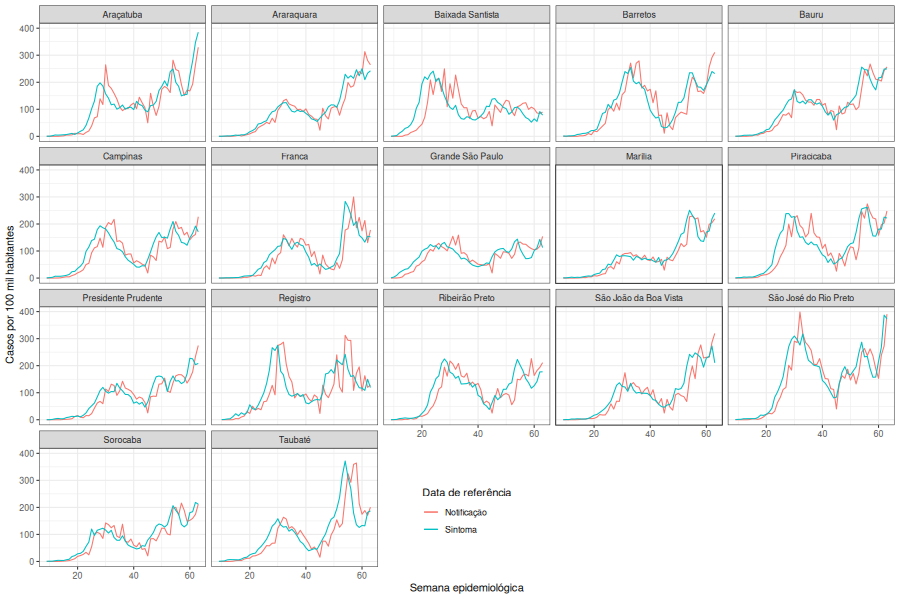 Araçatuba Araraquara Baixada Santista Barretos Bauru
400
300
200
100
0
Campinas Franca Grande São Paulo Marília Piracicaba
400
300
200
100
0
Casos por 100 mil habitantes
Presidente Prudente Registro Ribeirão Preto São João da Boa Vista São José do Rio Preto
400
300
200
100
0
20 40 60 20 40 60 20 40 60
Sorocaba Taubaté
400
300
200
100
0
20 40 60 20 40 60
Data de referência
Notificação
Sintoma
Semana epidemiológica